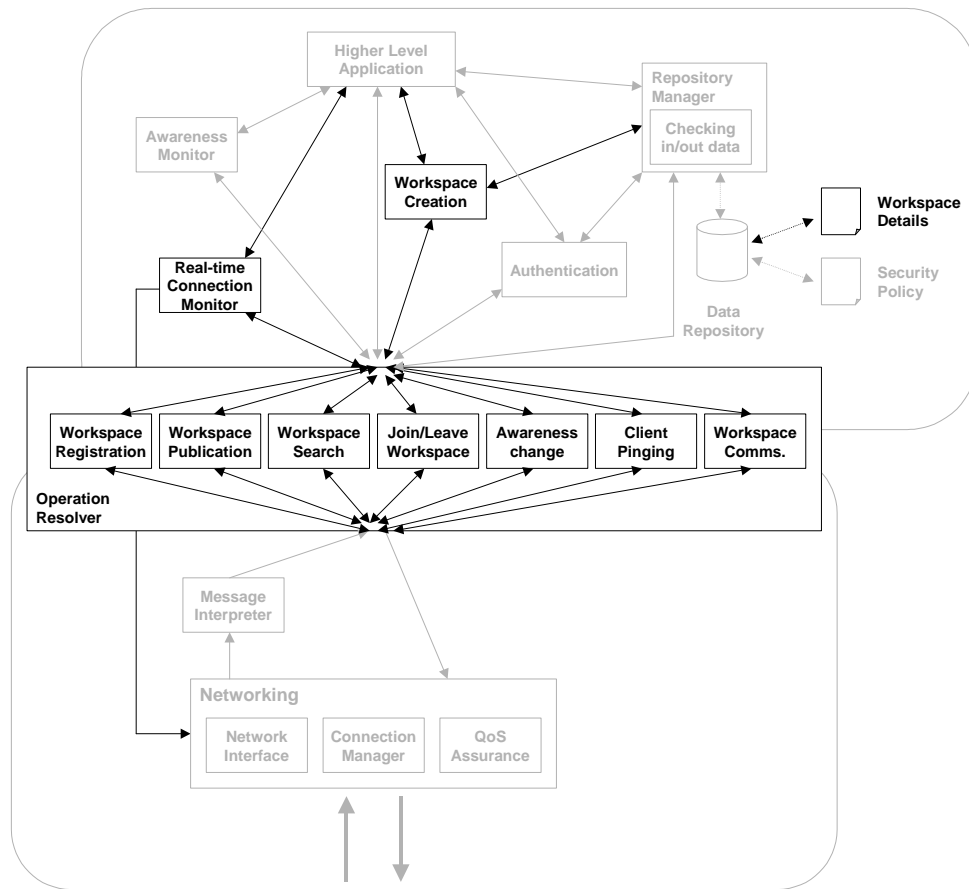 Higher Level
Application
Repository
Manager
Checking
in/out data
Awareness
Monitor
Workspace
Creation
Workspace
Details
Authentication
Real-time
Connection
Monitor
Security
Policy
Data
Repository
Workspace
Registration
Workspace
Publication
Workspace
Search
Join/Leave
Workspace
Awareness
change
Client
Pinging
Workspace
Comms.
Operation
Resolver
Message
Interpreter
Networking
Network
Interface
Connection
Manager
QoS
Assurance